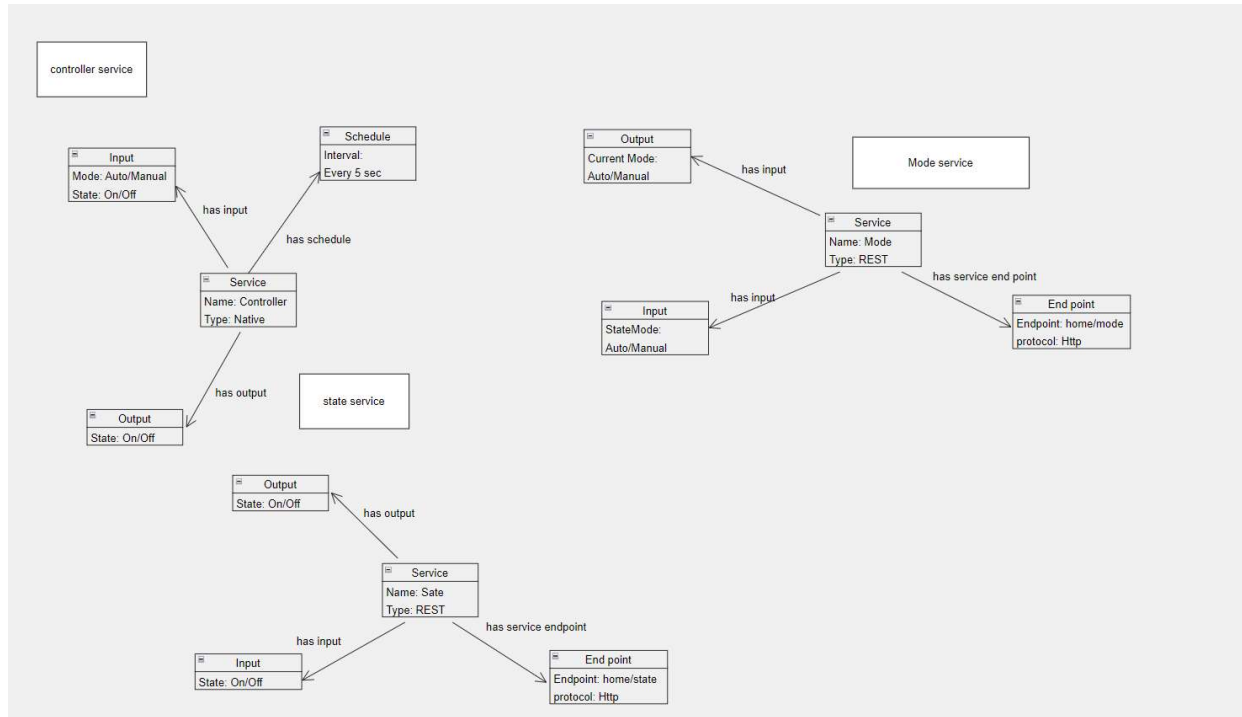 controller service
Schedule
Interval:
Every 5 sec
Input
Mode: Auto/Manual
State: On/Off
has input
has schedule
Service
Name: Controller
Type: Native
has output
Output
State: On/Off
state service
Output
State: On/Off
has output
Service
Name: Sate
Type: REST
has input
has service endpoint
Input
State: On/Off
End point
Endpoint: home/state
protocol: Http
Output
Current Mode:
Auto/Manual
has input
Mode service
Service
Name: Mode
Type: REST
has service end point
has input
Input
StateMode:
Auto/Manual
End point
Endpoint: home/mode
protocol: Http